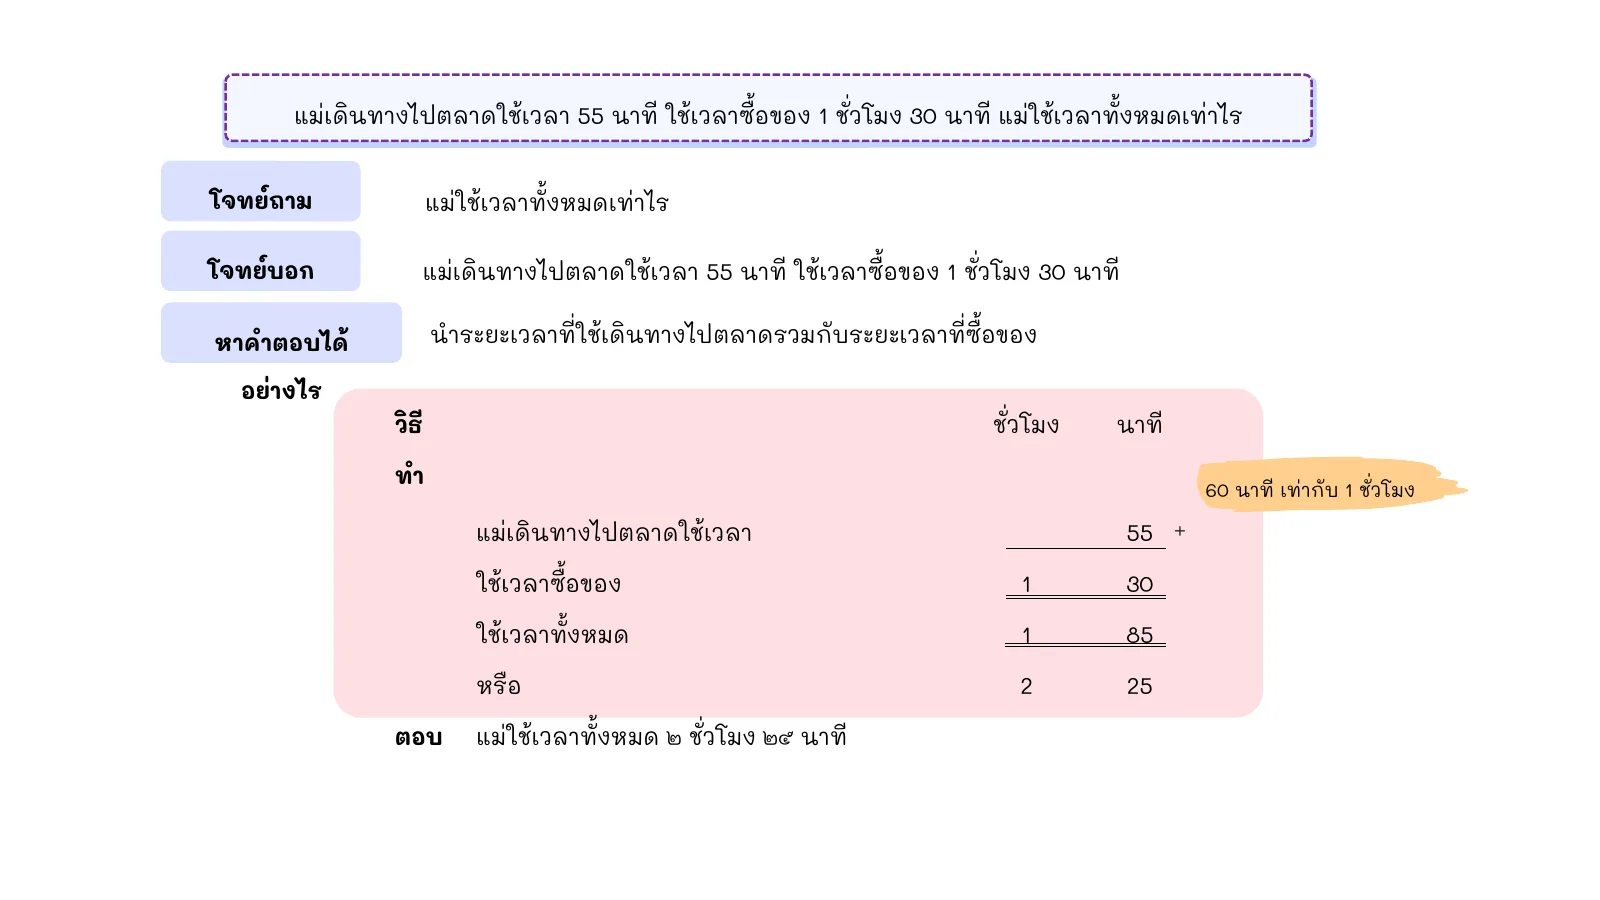 แม่เดินทางไปตลาดใช้เวลา 55 นาที ใช้เวลาซื้อของ 1 ชั่วโมง 30 นาที แม่ใช้เวลาทั้งหมดเท่าไร
โจทย์ถาม แม่ใช้เวลาทั้งหมดเท่าไร
โจทย์บอก แม่เดินทางไปตลาดใช้เวลา 55 นาที ใช้เวลาซื้อของ 1 ชั่วโมง 30 นาที
หาคำตอบได้ นำระยะเวลาที่ใช้เดินทางไปตลาดรวมกับระยะเวลาที่ซื้อของ
อย่างไร
วิธี ชั่วโมง นาที
ทำ
60 นาที เท่ากับ 1 ชั่วโมง
แม่เดินทางไปตลาดใช้เวลา 55 +
ใช้เวลาซื้อของ 1 30
ใช้เวลาทั้งหมด 1 85
หรือ 2 25
ตอบ แม่ใช้เวลาทั้งหมด ๒ ชั่วโมง ๒๕ นาที